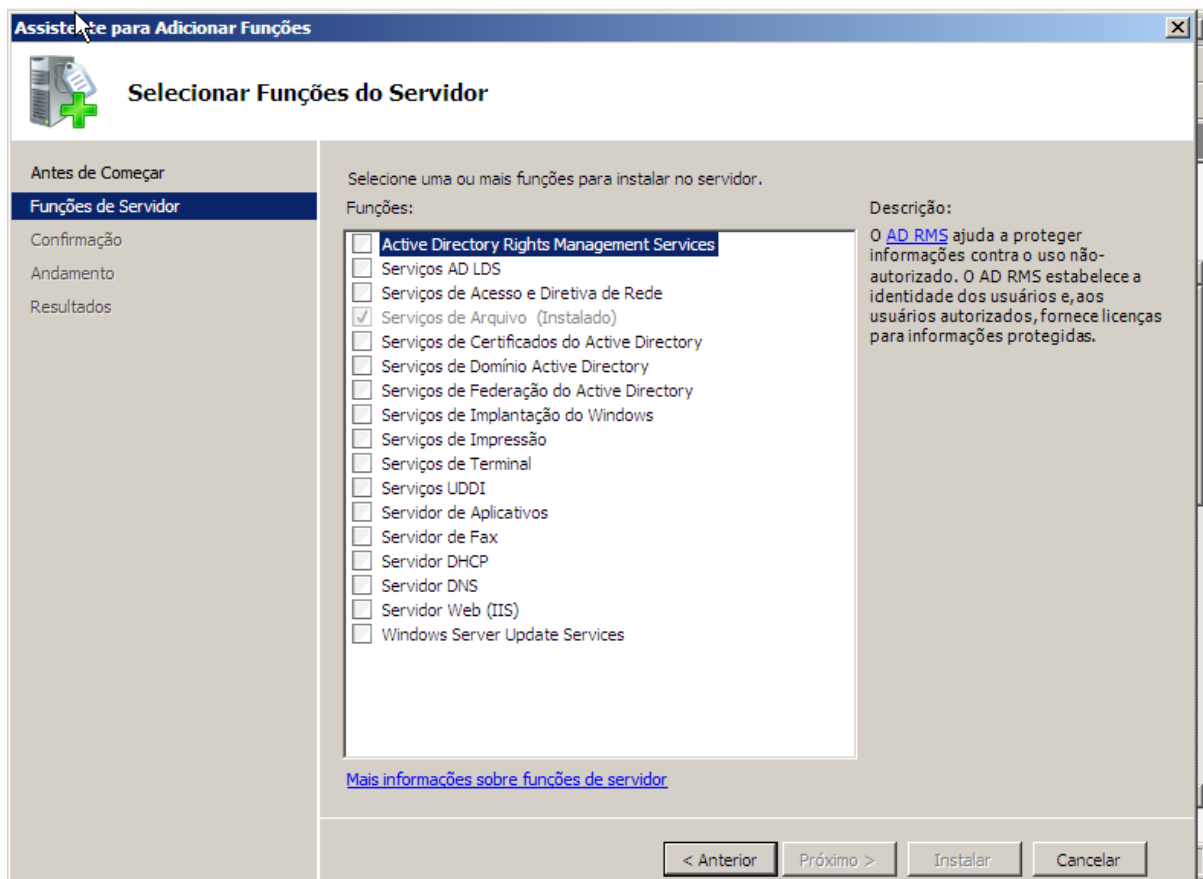 Assistente para Adicionar Funções
Selecionar Funções do Servidor
Antes de Começar
Funções de Servidor
Confirmação
Andamento
Resultados
Selecione uma ou mais funções para instalar no servidor.
Funções:
Active Directory Rights Management Services
Serviços AD LDS
Serviços de Acesso e Diretiva de Rede
Serviços de Arquivo (Instalado)
Serviços de Certificados do Active Directory
Serviços de Domínio Active Directory
Serviços de Federação do Active Directory
Serviços de Implantação do Windows
Serviços de Impressão
Serviços de Terminal
Serviços UDDI
Servidor de Aplicativos
Servidor de Fax
Servidor DHCP
Servidor DNS
Servidor Web (IIS)
Windows Server Update Services
Mais informações sobre funções de servidor
Descrição:
O AD RMS ajuda a proteger
informações contra o uso não-
autorizado. O AD RMS estabelece a
identidade dos usuários e, aos
usuários autorizados, fornece licenças
para informações protegidas.
< Anterior
Próximo >
Instalar
Cancelar